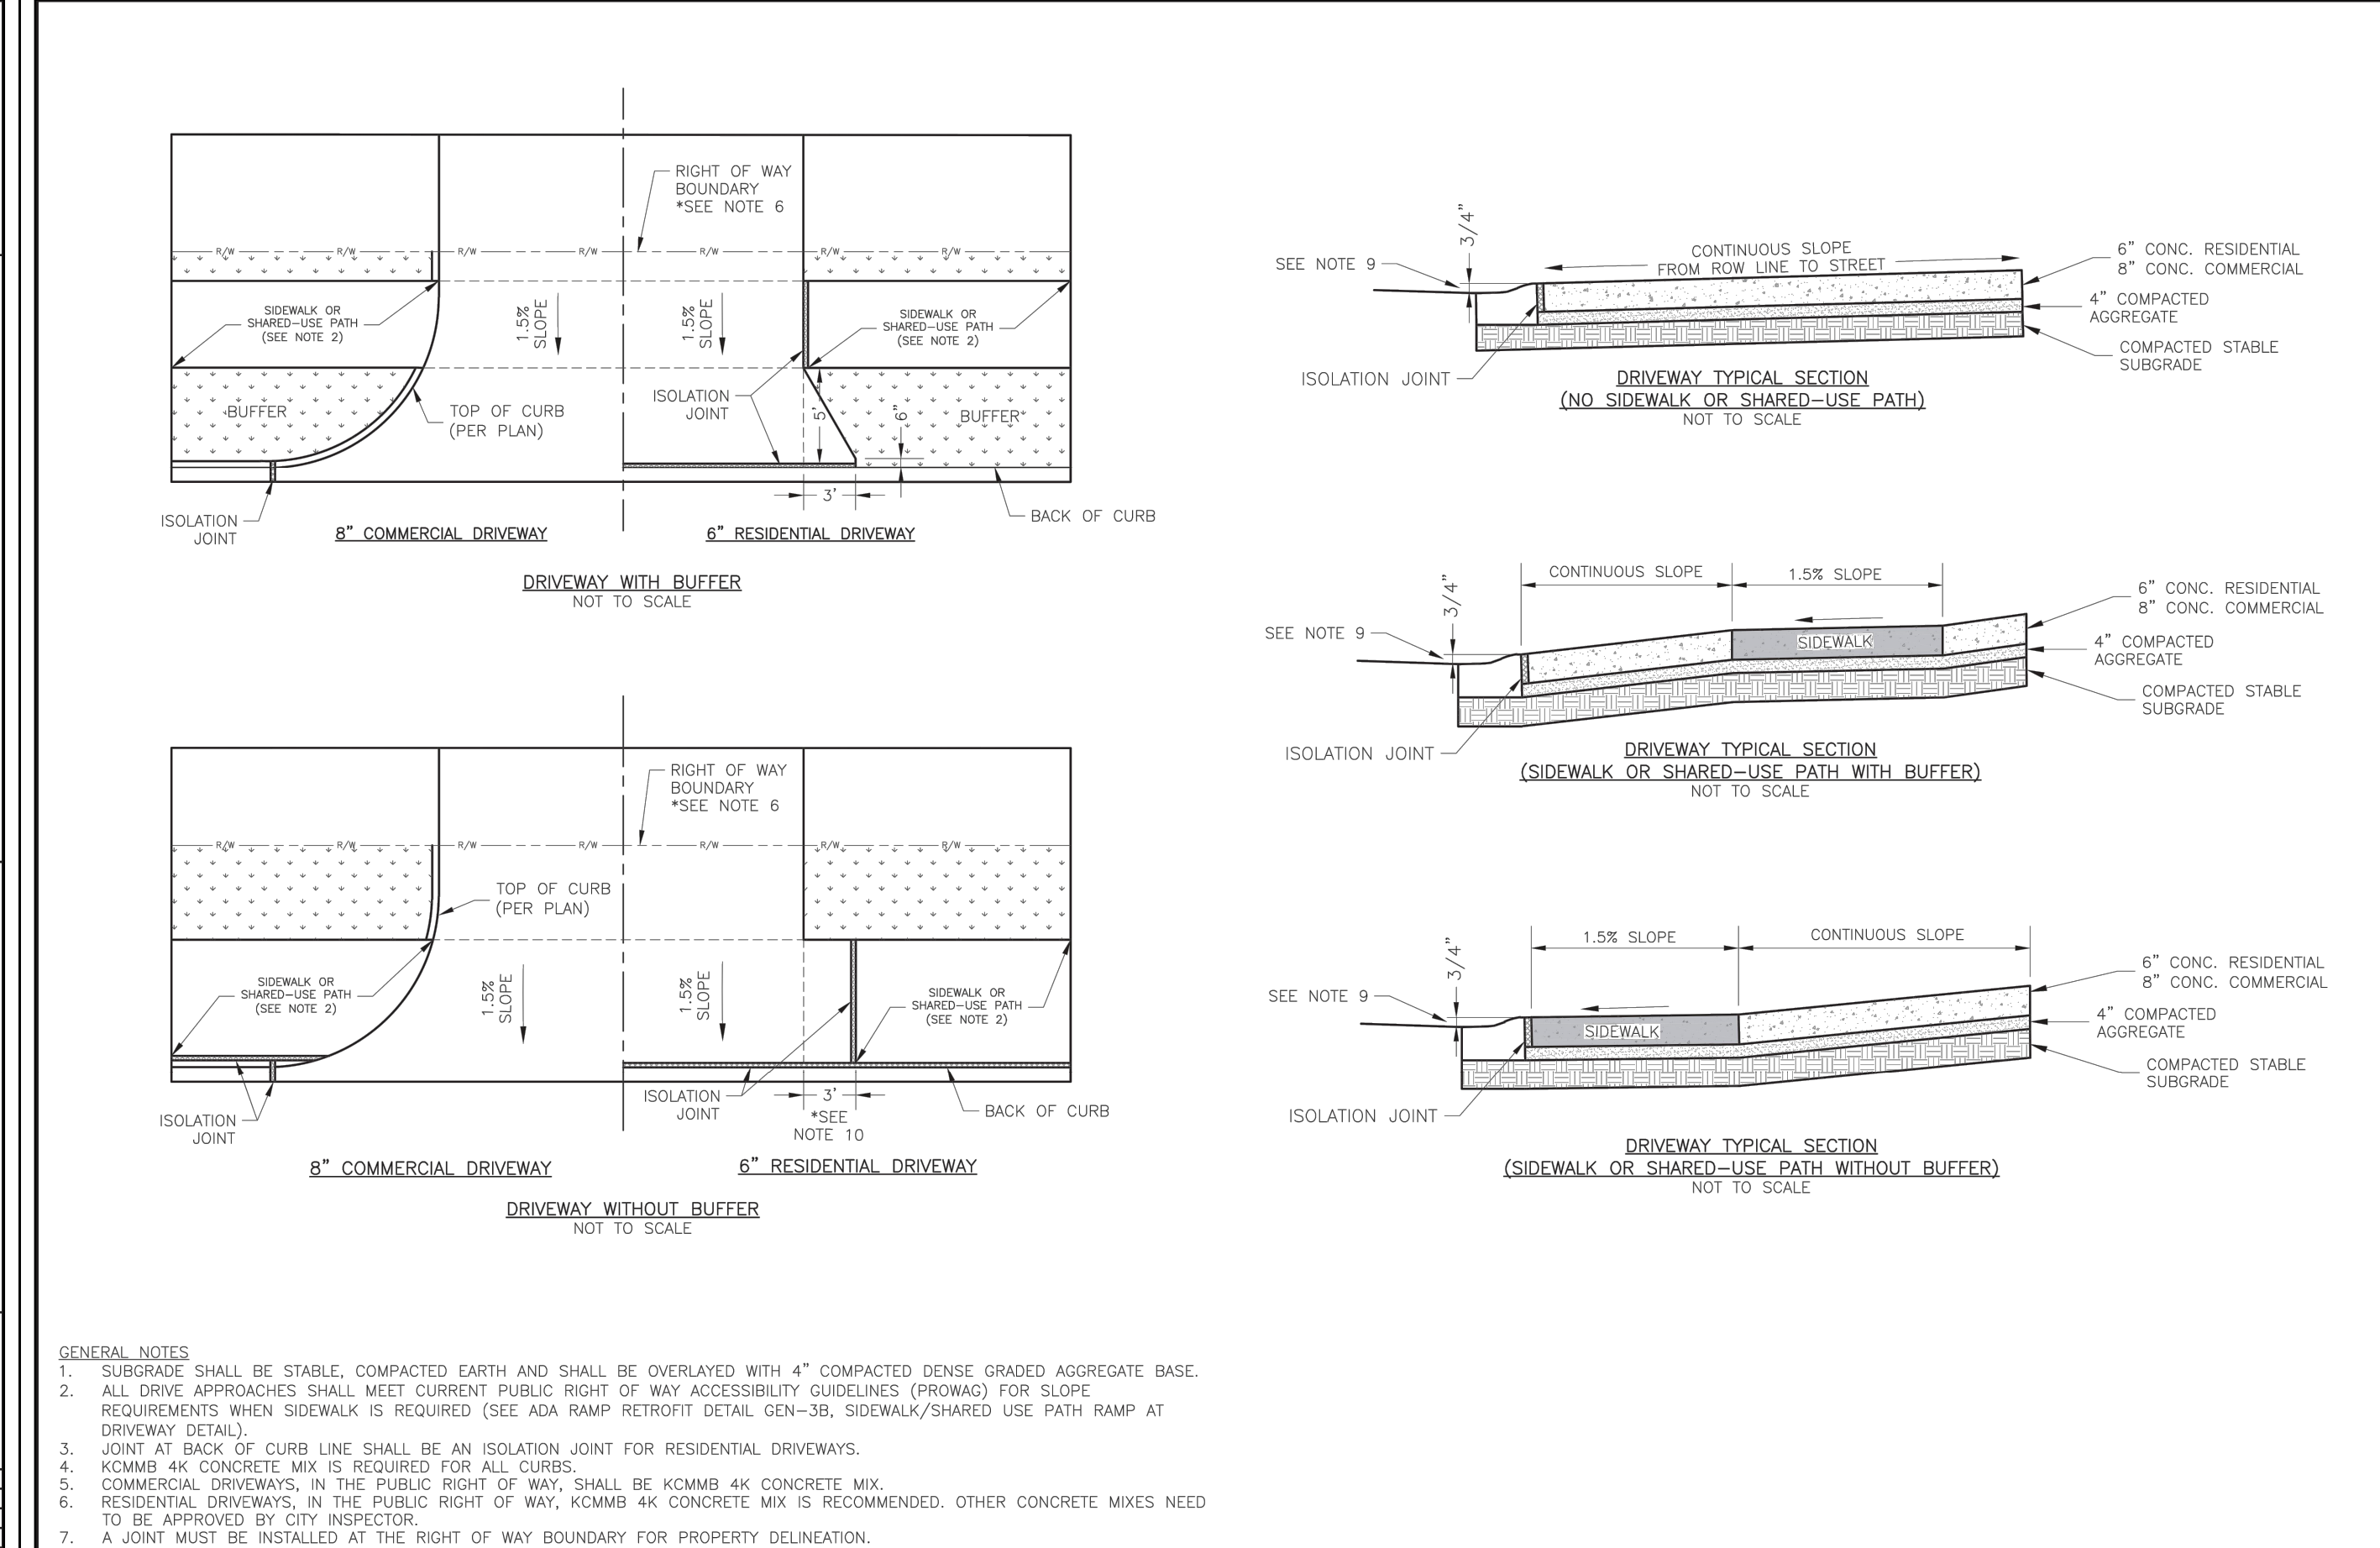 RIGHT OF WAY
BOUNDARY
*SEE NOTE 6
R/W R/W R/W R/W R/W R/W R/W
SIDEWALK OR
SHARED-USE PATH
(SEE NOTE 2)
1.5%
SLOPE
1.5%
SLOPE
SIDEWALK OR
SHARED-USE PATH
(SEE NOTE 2)
BUFFER
TOP OF CURB
(PER PLAN)
ISOLATION
JOINT
5'
6"
BUFFER
3'
ISOLATION
JOINT
BACK OF CURB
8" COMMERCIAL DRIVEWAY
6" RESIDENTIAL DRIVEWAY
DRIVEWAY WITH BUFFER
NOT TO SCALE
RIGHT OF WAY
BOUNDARY
*SEE NOTE 6
R/W R/W R/W R/W R/W R/W R/W
TOP OF CURB
(PER PLAN)
SIDEWALK OR
SHARED-USE PATH
(SEE NOTE 2)
1.5%
SLOPE
1.5%
SLOPE
SIDEWALK OR
SHARED-USE PATH
(SEE NOTE 2)
ISOLATION
JOINT
ISOLATION
JOINT
3'
*SEE
NOTE 10
BACK OF CURB
8" COMMERCIAL DRIVEWAY
6" RESIDENTIAL DRIVEWAY
DRIVEWAY WITHOUT BUFFER
NOT TO SCALE
3/4"
SEE NOTE 9
CONTINUOUS SLOPE
FROM ROW LINE TO STREET
6" CONC. RESIDENTIAL
8" CONC. COMMERCIAL
4" COMPACTED
AGGREGATE
COMPACTED STABLE
SUBGRADE
ISOLATION JOINT
DRIVEWAY TYPICAL SECTION
(NO SIDEWALK OR SHARED-USE PATH)
NOT TO SCALE
3/4"
CONTINUOUS SLOPE
1.5% SLOPE
SEE NOTE 9
SIDEWALK
6" CONC. RESIDENTIAL
8" CONC. COMMERCIAL
4" COMPACTED
AGGREGATE
COMPACTED STABLE
SUBGRADE
ISOLATION JOINT
DRIVEWAY TYPICAL SECTION
(SIDEWALK OR SHARED-USE PATH WITH BUFFER)
NOT TO SCALE
3/4"
1.5% SLOPE
CONTINUOUS SLOPE
SEE NOTE 9
SIDEWALK
6" CONC. RESIDENTIAL
8" CONC. COMMERCIAL
4" COMPACTED
AGGREGATE
COMPACTED STABLE
SUBGRADE
ISOLATION JOINT
DRIVEWAY TYPICAL SECTION
(SIDEWALK OR SHARED-USE PATH WITHOUT BUFFER)
NOT TO SCALE
GENERAL NOTES
1. SUBGRADE SHALL BE STABLE, COMPACTED EARTH AND SHALL BE OVERLAYED WITH 4" COMPACTED DENSE GRADED AGGREGATE BASE.
2. ALL DRIVE APPROACHES SHALL MEET CURRENT PUBLIC RIGHT OF WAY ACCESSIBILITY GUIDELINES (PROWAG) FOR SLOPE
REQUIREMENTS WHEN SIDEWALK IS REQUIRED (SEE ADA RAMP RETROFIT DETAIL GEN-3B, SIDEWALK/SHARED USE PATH RAMP AT
DRIVEWAY DETAIL).
3. JOINT AT BACK OF CURB LINE SHALL BE AN ISOLATION JOINT FOR RESIDENTIAL DRIVEWAYS.
4. KCMMB 4K CONCRETE MIX IS REQUIRED FOR ALL CURBS.
5. COMMERCIAL DRIVEWAYS, IN THE PUBLIC RIGHT OF WAY, SHALL BE KCMMB 4K CONCRETE MIX.
6. RESIDENTIAL DRIVEWAYS, IN THE PUBLIC RIGHT OF WAY, KCMMB 4K CONCRETE MIX IS RECOMMENDED. OTHER CONCRETE MIXES NEED
TO BE APPROVED BY CITY INSPECTOR.
7. A JOINT MUST BE INSTALLED AT THE RIGHT OF WAY BOUNDARY FOR PROPERTY DELINEATION.